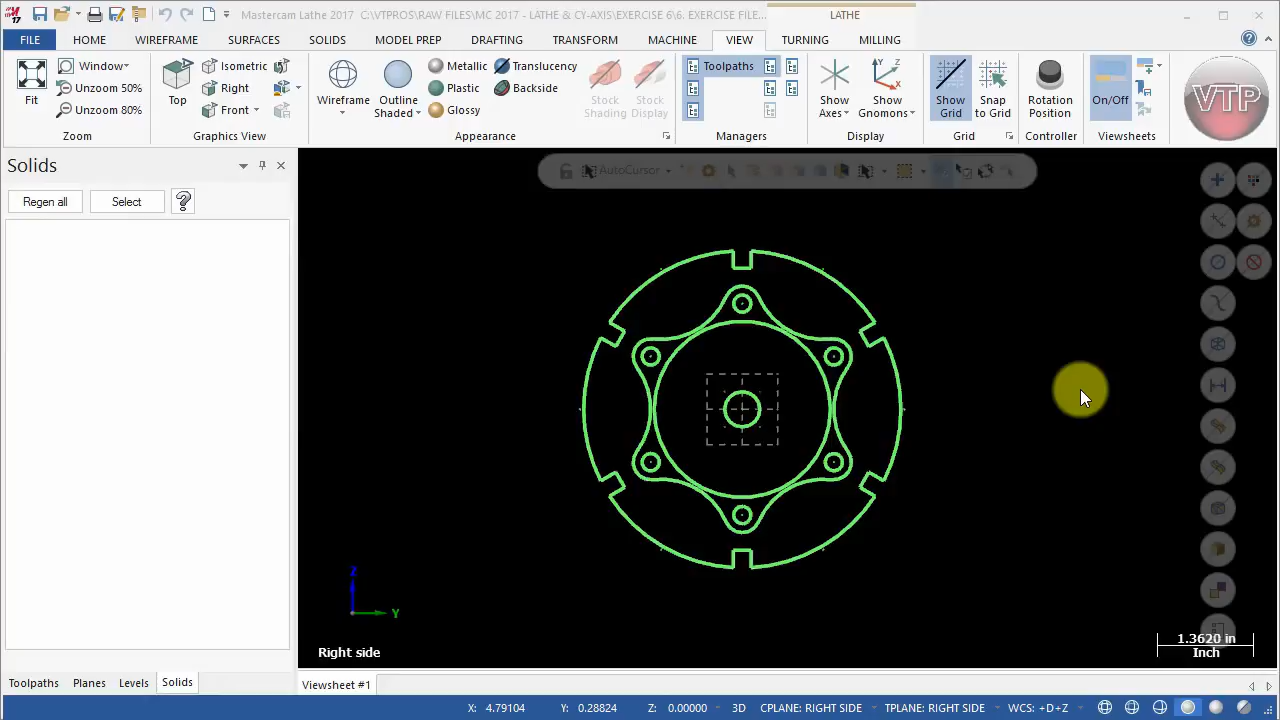 Mastercam Lathe 2017 C:\VTPROS\RAW FILES\MC 2017 - LATHE & CY-AXIS\EXERCISE 6\6. EXERCISE FILE... LATHE
FILE HOME WIREFRAME SURFACES SOLIDS MODEL PREP DRAFTING TRANSFORM MACHINE VIEW TURNING MILLING
Window Isometric Metallic Translucency Toolpaths
Unzoom 50% Right Plastic Backside
Unzoom 80% Front Glossy
Fit Top Wireframe Outline Shaded Stock Shading Stock Display Show Axes Show Gnomons Show Grid Snap to Grid Rotation Position On/Off VTP
Zoom Graphics View Appearance Managers Display Grid Controller Viewsheets
Solids
AutoCursor
Regen all Select ?
Z
Y
Right side
1.3620 in
Inch
Toolpaths Planes Levels Solids
Viewsheet #1
X: 4.79104 Y: 0.28824 Z: 0.00000 3D CPLANE: RIGHT SIDE TPLANE: RIGHT SIDE WCS: +D+Z